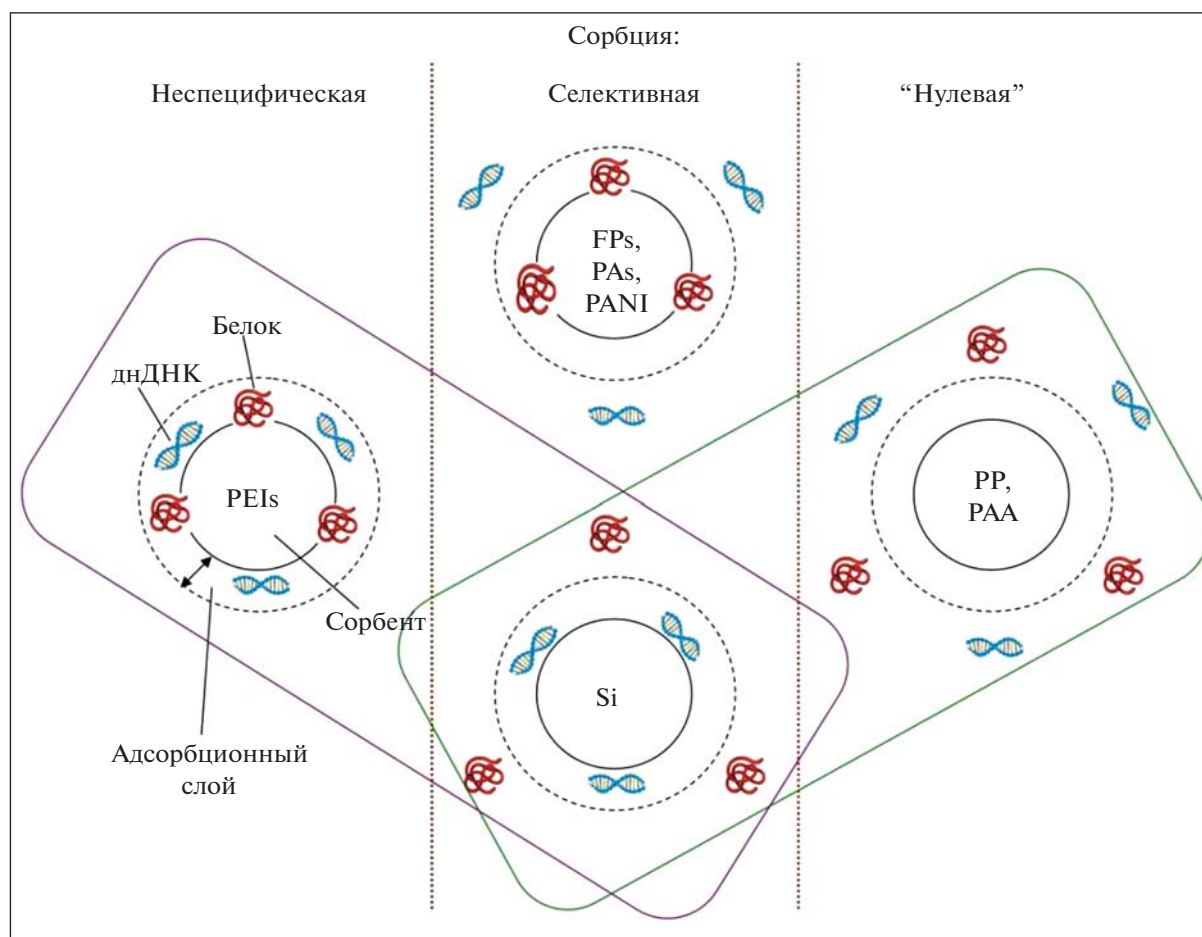 Сорбция:
Неспецифическая
Селективная
“Нулевая”
FPs,
PAs,
PANI
Белок
днДНК
PEIs
Сорбент
Адсорбционный
слой
Si
PP,
PAA